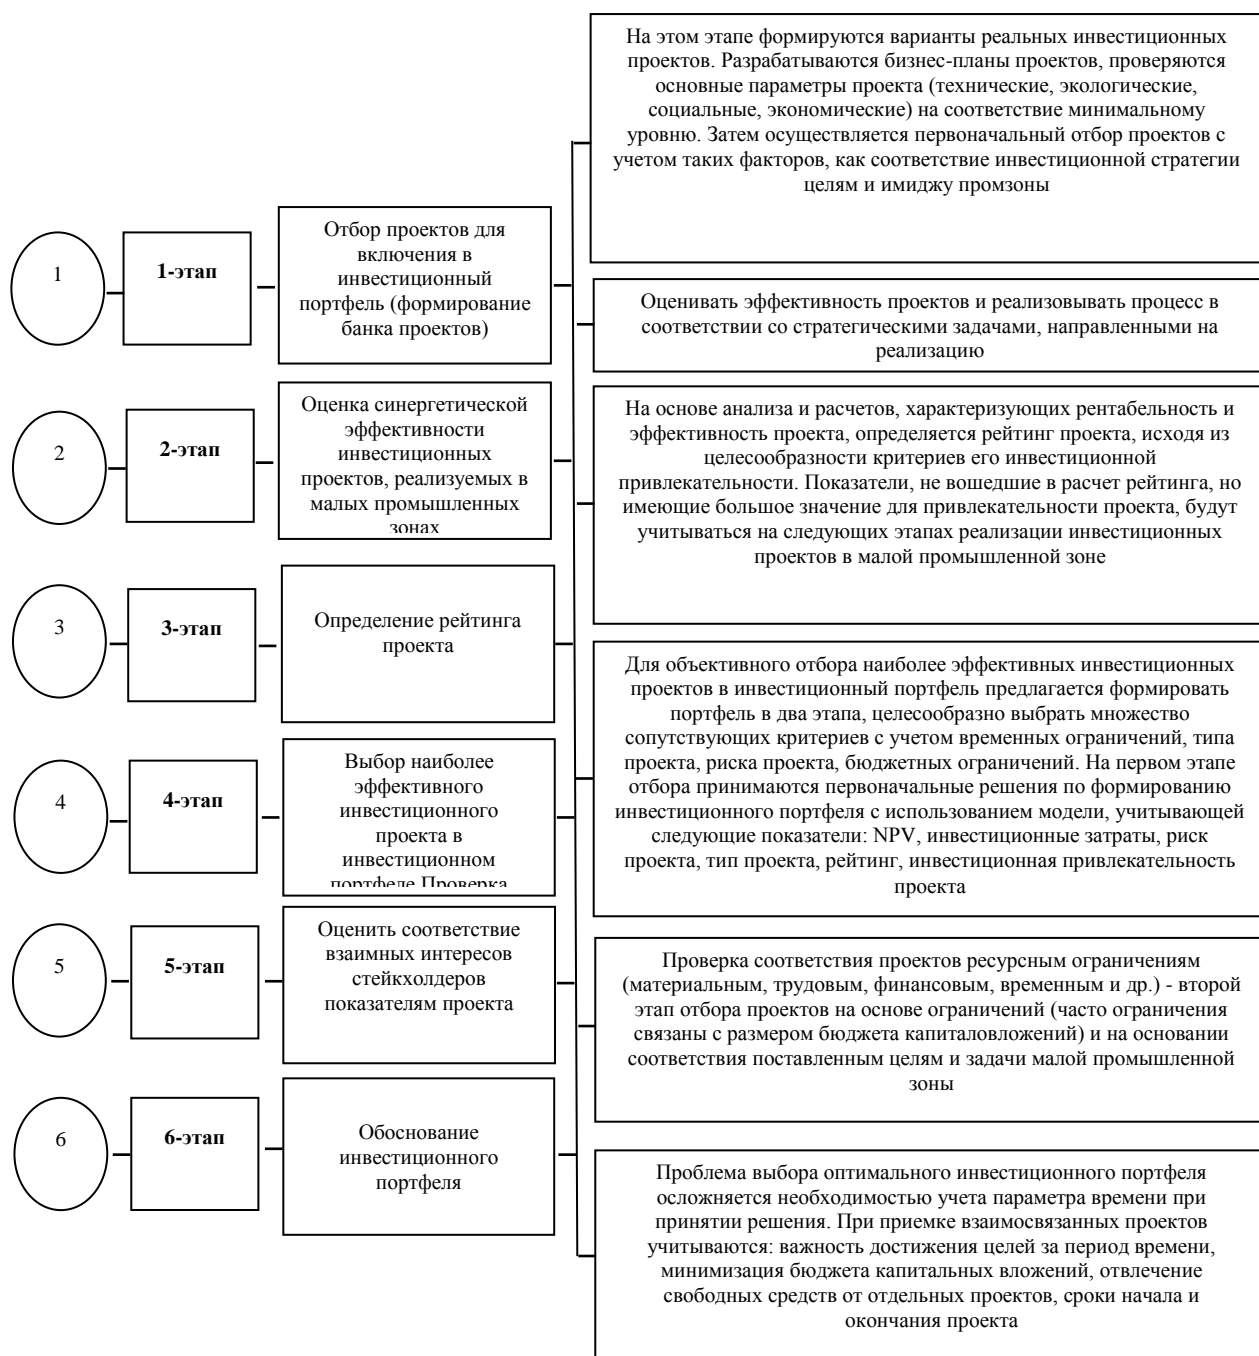 1
1-этап
Отбор проектов для
включения в
инвестиционный
портфель (формирование
банка проектов)
На этом этапе формируются варианты реальных инвестиционных
проектов. Разрабатываются бизнес-планы проектов, проверяются
основные параметры проекта (технические, экологические,
социальные, экономические) на соответствие минимальному
уровню. Затем осуществляется первоначальный отбор проектов с
учетом таких факторов, как соответствие инвестиционной стратегии
целям и имиджу промзоны
2
2-этап
Оценка синергетической
эффективности
инвестиционных
проектов, реализуемых в
малых промышленных
зонах
Оценивать эффективность проектов и реализовывать процесс в
соответствии со стратегическими задачами, направленными на
реализацию
3
3-этап
Определение рейтинга
проекта
На основе анализа и расчетов, характеризующих рентабельность и
эффективность проекта, определяется рейтинг проекта, исходя из
целесообразности критериев его инвестиционной
привлекательности. Показатели, не вошедшие в расчет рейтинга, но
имеющие большое значение для привлекательности проекта, будут
учитываться на следующих этапах реализации инвестиционных
проектов в малой промышленной зоне
4
4-этап
Выбор наиболее
эффективного
инвестиционного
проекта в
инвестиционном
портфеле Проверка
Для объективного отбора наиболее эффективных инвестиционных
проектов в инвестиционный портфель предлагается формировать
портфель в два этапа, целесообразно выбрать множество
сопутствующих критериев с учетом временных ограничений, типа
проекта, риска проекта, бюджетных ограничений. На первом этапе
отбора принимаются первоначальные решения по формированию
инвестиционного портфеля с использованием модели, учитывающей
следующие показатели: NPV, инвестиционные затраты, риск
проекта, тип проекта, рейтинг, инвестиционная привлекательность
проекта
5
5-этап
Оценить соответствие
взаимных интересов
стейкхолдеров
показателям проекта
Проверка соответствия проектов ресурсным ограничениям
(материальным, трудовым, финансовым, временным и др.) - второй
этап отбора проектов на основе ограничений (часто ограничения
связаны с размером бюджета капиталовложений) и на основании
соответствия поставленным целям и задачи малой промышленной
зоны
6
6-этап
Обоснование
инвестиционного
портфеля
Проблема выбора оптимального инвестиционного портфеля
осложняется необходимостью учета параметра времени при
принятии решения. При приемке взаимосвязанных проектов
учитываются: важность достижения целей за период времени,
минимизация бюджета капитальных вложений, отвлечение
свободных средств от отдельных проектов, сроки начала и
окончания проекта